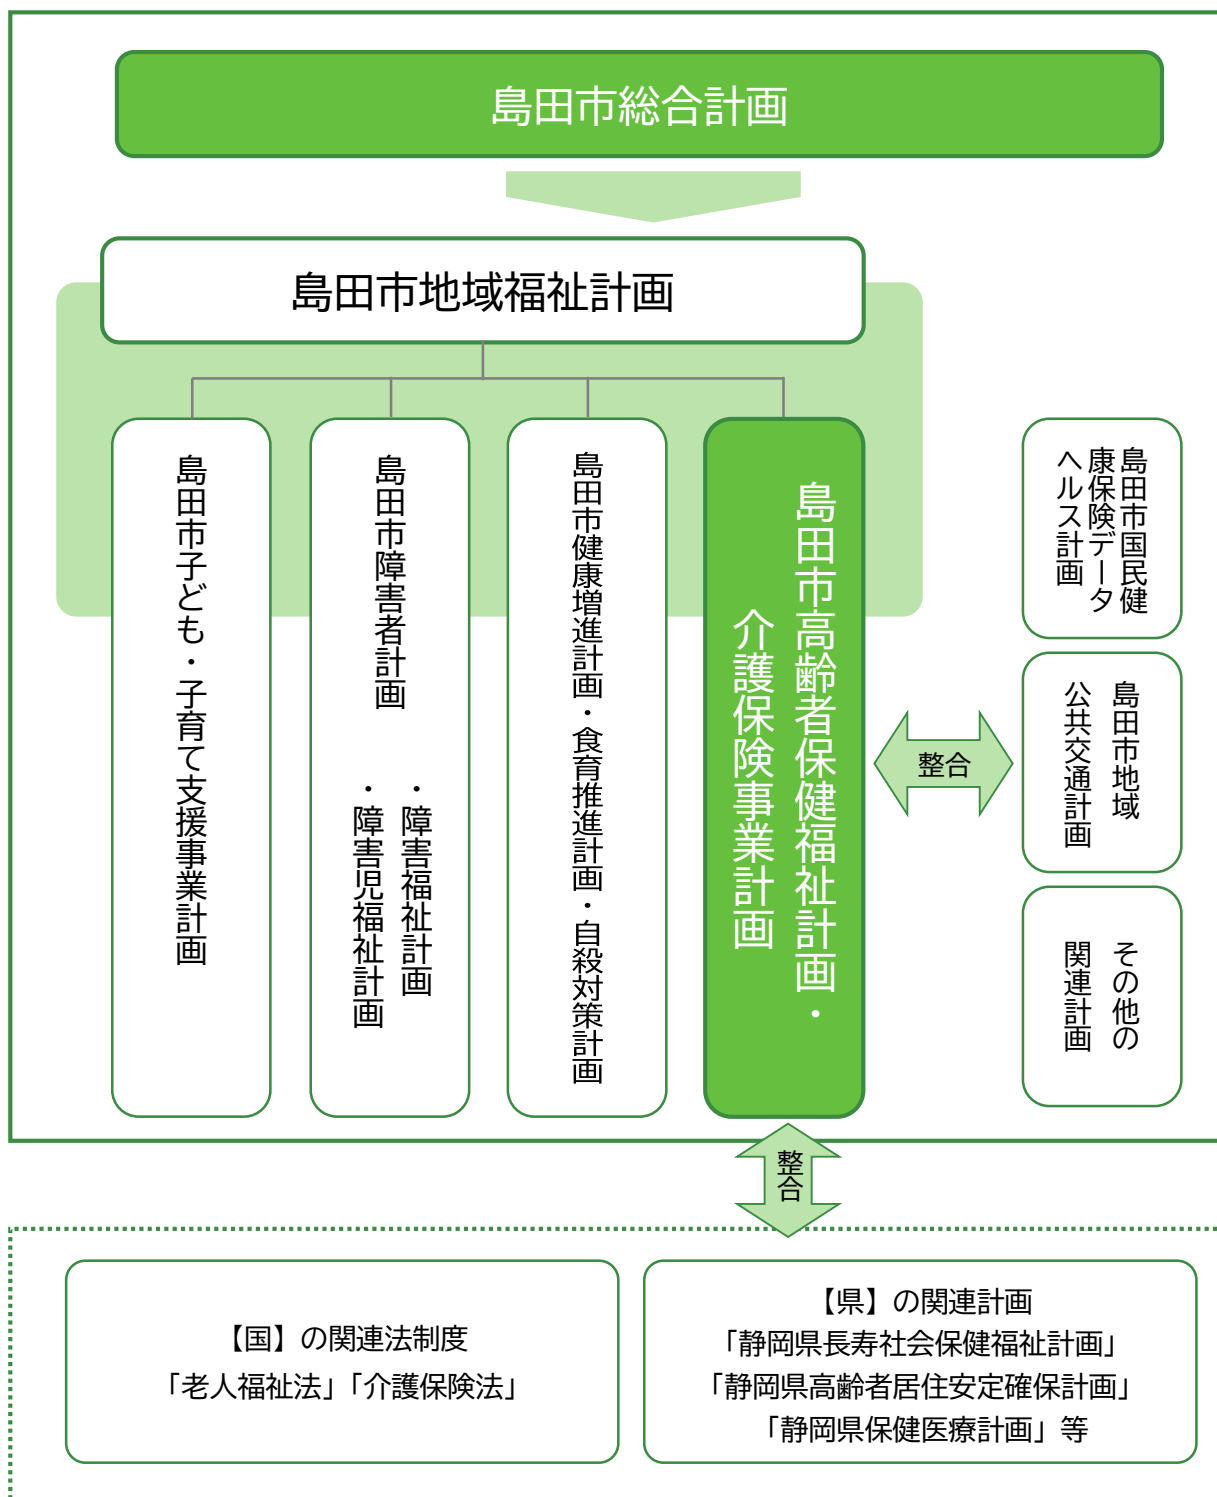 島田市総合計画
島田市地域福祉計画
島田市子ども・子育て支援事業計画
島田市障害者計画
・障害福祉計画
・障害児福祉計画
島田市健康増進計画・食育推進計画・自殺対策計画
島田市高齢者保健福祉計画・
介護保険事業計画
整合
島田市国民健
康保険データ
ヘルス計画
島田市地域
公共交通計画
その他の
関連計画
整合
【国】の関連法制度
「老人福祉法」「介護保険法」
【県】の関連計画
「静岡県長寿社会保健福祉計画」
「静岡県高齢者居住安定確保計画」
「静岡県保健医療計画」等